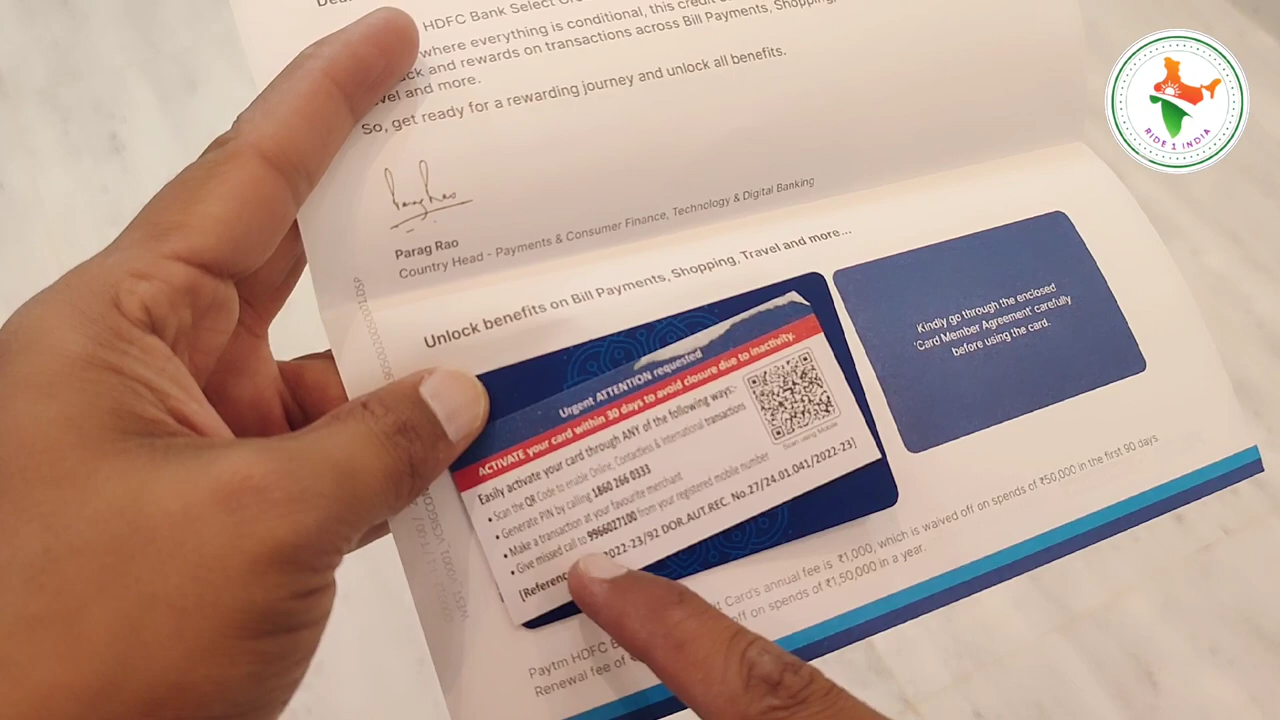 HDFC Bank Select
where everything is conditional, this credit
and rewards on transactions across Bill Payments, Shopping,
and more.
So, get ready for a rewarding journey and unlock all benefits.
Parag Rao
Country Head - Payments & Consumer Finance, Technology & Digital Banking
Unlock benefits on Bill Payments, Shopping, Travel and more...
Urgent ATTENTION requested
ACTIVATE your card within 30 days to avoid closure due to inactivity.
Easily activate your card through ANY of the following ways:-
• Scan the QR Code to enable Online, Contactless & International transactions
• Generate PIN by calling 1860 266 0333
• Make a transaction at your favourite merchant
• Give missed call to 9966027100 from your registered mobile number
2022-23/92 DOR.AUT.REC. No.27/24.01.041/2022-23]
Scan using Mobile
Kindly go through the enclosed
'Card Member Agreement' carefully
before using the card.
Paytm HDFC Card's annual fee is ₹1,000, which is waived off on spends of ₹50,000 in the first 90 days
Renewal fee of off on spends of ₹1,50,000 in a year.
RIDE 1 INDIA